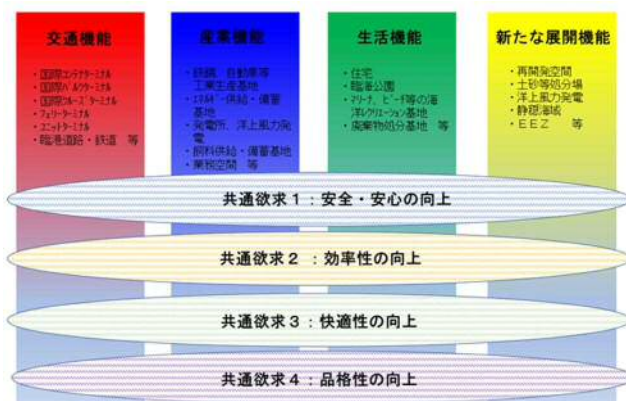 交通機能
・国際コンテナターミナル
・国際バルクターミナル
・国際クルーズターミナル
・フェリーターミナル
・ユニットターミナル
・臨港道路・鉄道 等
産業機能
・鉄鋼、自動車等
工業生産基地
・エネルギー供給・備蓄
基地
・発電所、洋上風力発
電
・飼料供給・備蓄基地
・業務空間 等
生活機能
・住宅
・臨海公園
・マリーナ、ビーチ等の海
洋レクリエーション基地
・廃棄物処分基地 等
新たな展開機能
・再開発空間
・土砂等処分場
・洋上風力発電
・静穏海域
・ＥＥＺ 等
共通欲求１：安全・安心の向上
共通欲求２：効率性の向上
共通欲求３：快適性の向上
共通欲求４：品格性の向上